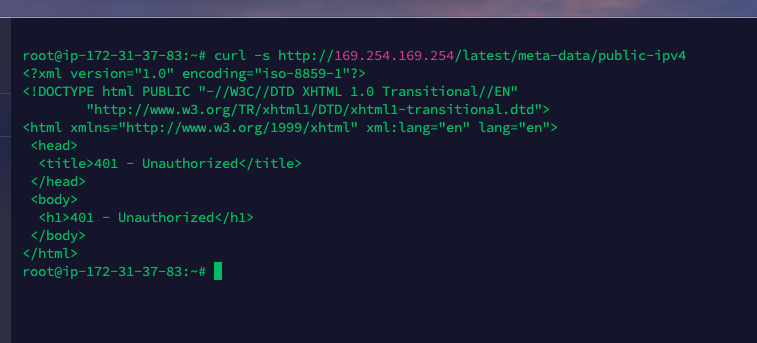 root@ip-172-31-37-83:~# curl -s http://169.254.169.254/latest/meta-data/public-ipv4
<?xml version="1.0" encoding="iso-8859-1"?>
<!DOCTYPE html PUBLIC "-//W3C//DTD XHTML 1.0 Transitional//EN"
        "http://www.w3.org/TR/xhtml1/DTD/xhtml1-transitional.dtd">
<html xmlns="http://www.w3.org/1999/xhtml" xml:lang="en" lang="en">
 <head>
  <title>401 - Unauthorized</title>
 </head>
 <body>
  <h1>401 - Unauthorized</h1>
 </body>
</html>
root@ip-172-31-37-83:~#